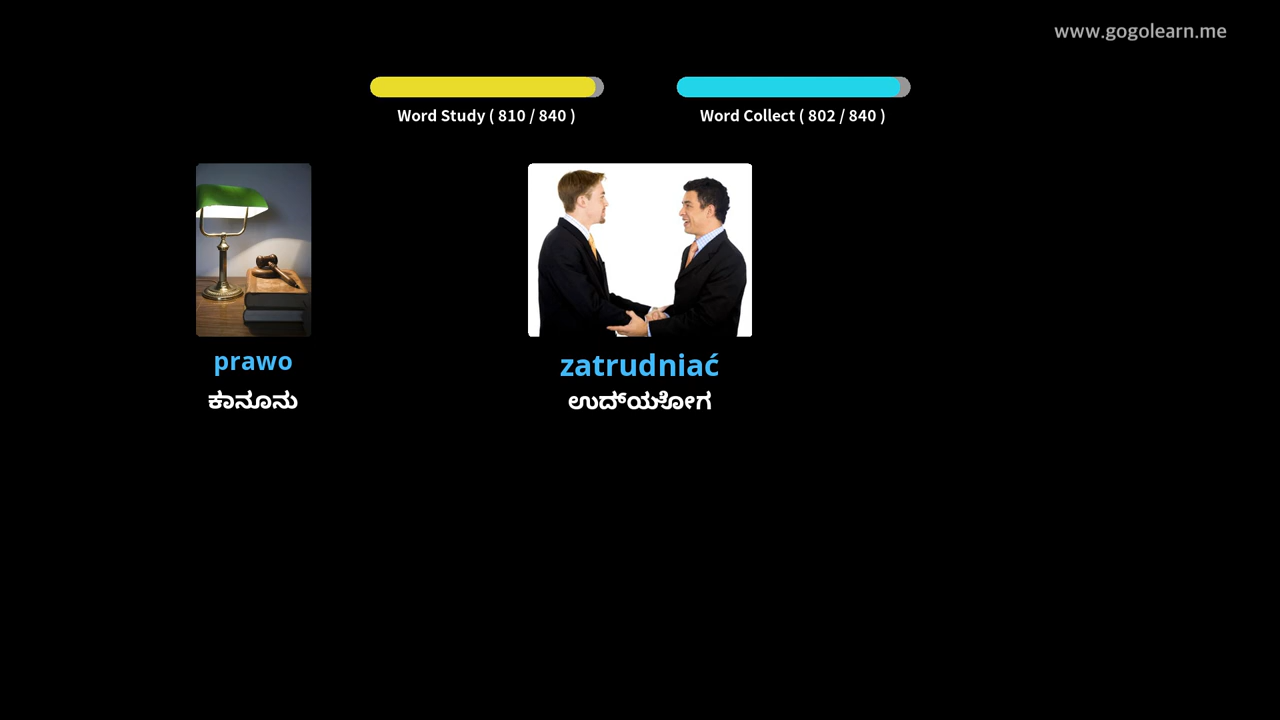 www.gogolearn.me
Word Study ( 810 / 840 )
Word Collect ( 802 / 840 )
prawo
ಕಾನೂನು
zatrudniać
ಉದ್ಯೋಗ